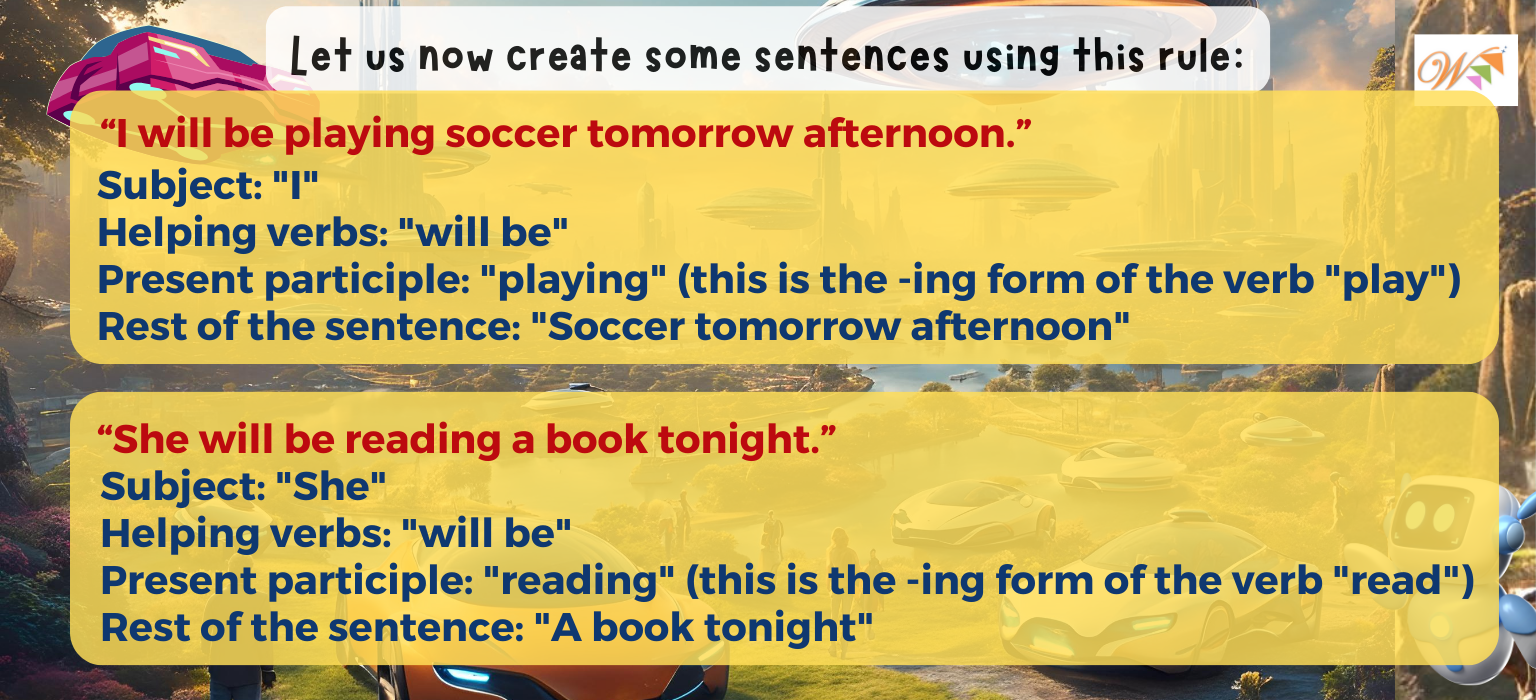 Let us now create some sentences using this rule:
W
“I will be playing soccer tomorrow afternoon.”
Subject: "I"
Helping verbs: "will be"
Present participle: "playing" (this is the -ing form of the verb "play")
Rest of the sentence: "Soccer tomorrow afternoon"
“She will be reading a book tonight.”
Subject: "She"
Helping verbs: "will be"
Present participle: "reading" (this is the -ing form of the verb "read")
Rest of the sentence: "A book tonight"